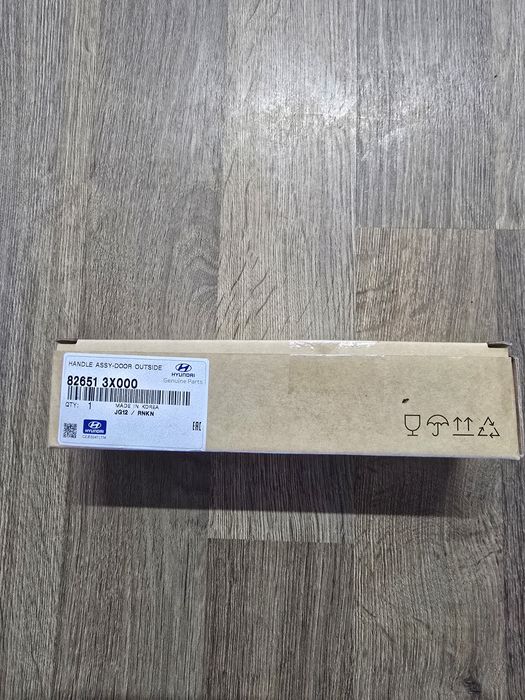 HANDLE ASSY-DOOR OUTSIDE
HYUNDAI
82651 3X000
Genuine Parts
QTY: 1
MADE IN KOREA
JG12 / RNKN
HYUNDAI
EAC